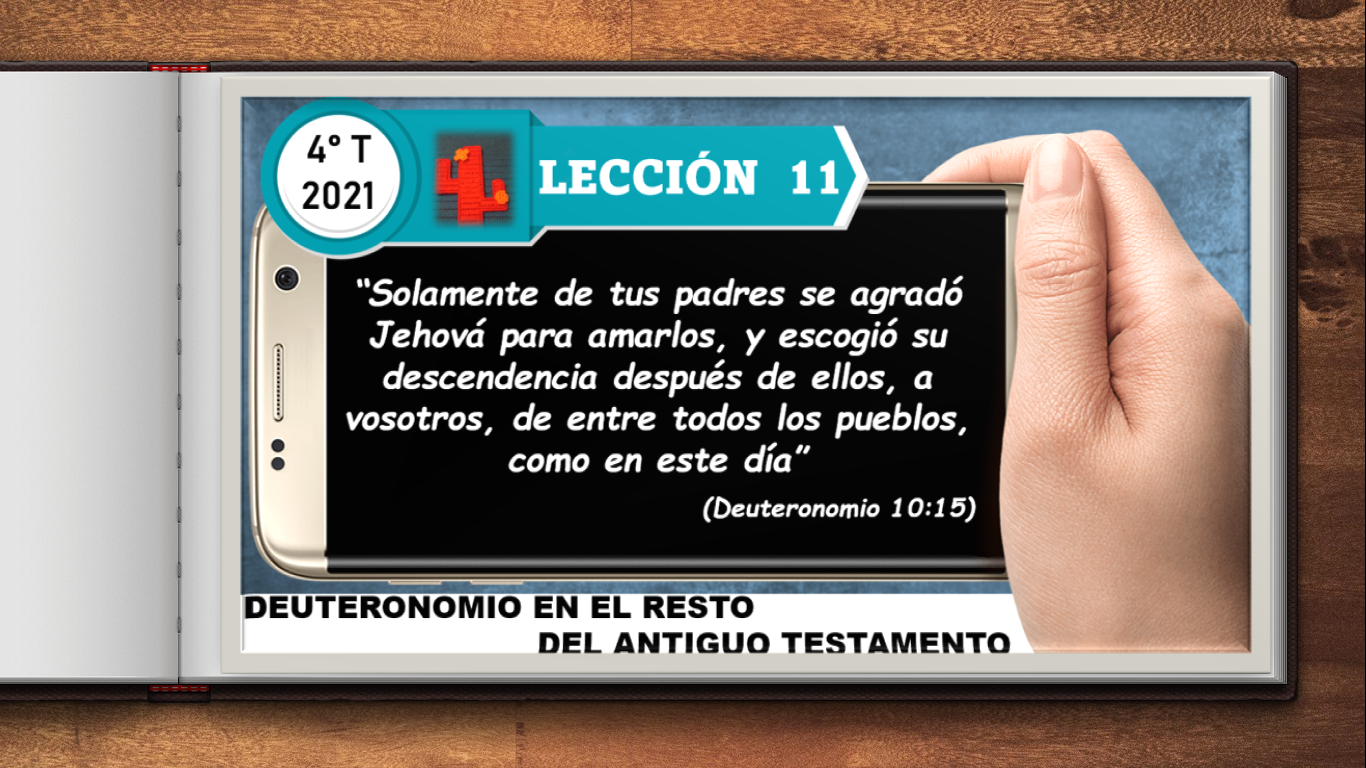 4º T
2021
LECCIÓN 11
“Solamente de tus padres se agradó
Jehová para amarlos, y escogió su
descendencia después de ellos, a
vosotros, de entre todos los pueblos,
como en este día”
(Deuteronomio 10:15)
DEUTERONOMIO EN EL RESTO
DEL ANTIGUO TESTAMENTO